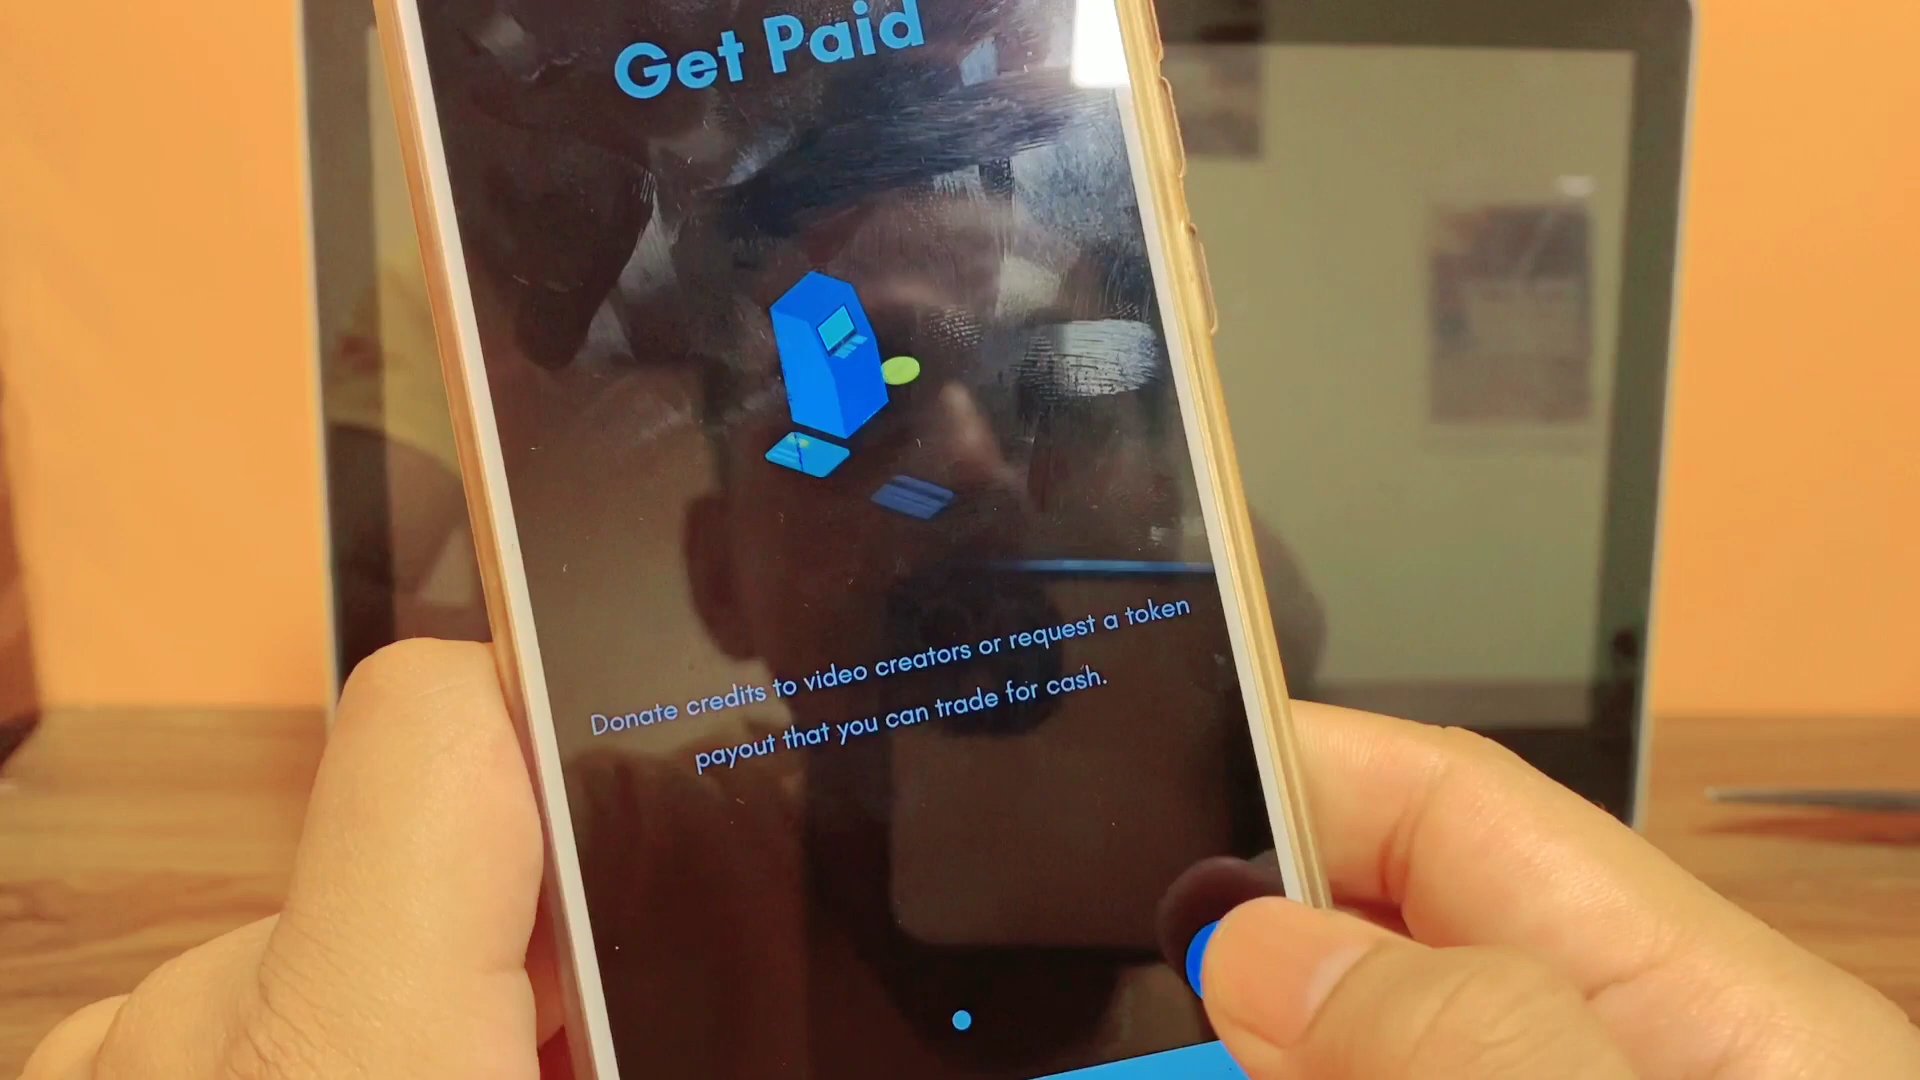 Get Paid
Donate credits to video creators or request a token
payout that you can trade for cash.